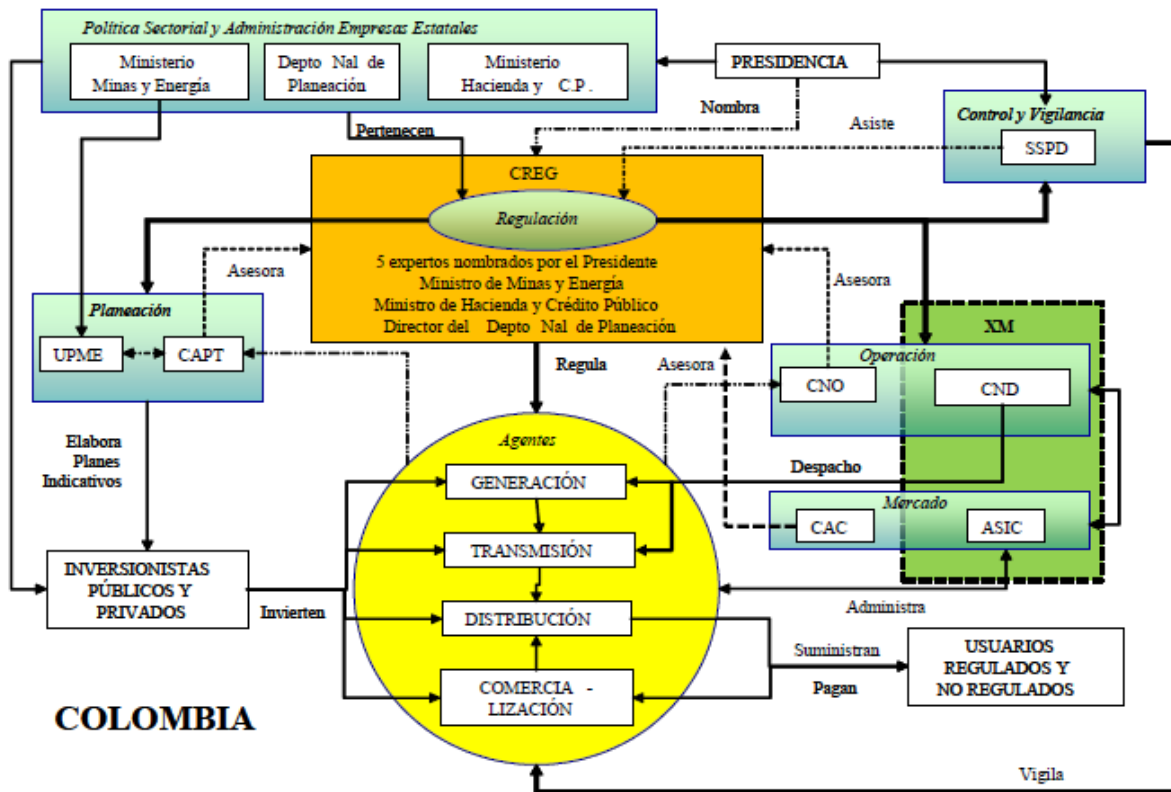 Política Sectorial y Administración Empresas Estatales
Ministerio
Minas y Energía
Depto Nal de
Planeación
Ministerio
Hacienda y C.P.
PRESIDENCIA
Nombra
Pertenecen
Asiste
Control y Vigilancia
SSPD
CREG
Regulación
5 expertos nombrados por el Presidente
Ministro de Minas y Energía
Ministro de Hacienda y Crédito Público
Director del Depto Nal de Planeación
Asesora
Asesora
Planeación
UPME
CAPT
XM
Operación
CNO
CND
Regula
Asesora
Elabora
Planes
Indicativos
Agentes
GENERACIÓN
Despacho
Mercado
CAC
ASIC
TRANSMISIÓN
INVERSIONISTAS
PÚBLICOS Y
PRIVADOS
Invierten
DISTRIBUCIÓN
Administra
Suministran
Pagan
USUARIOS
REGULADOS Y
NO REGULADOS
COMERCIA -
LIZACIÓN
COLOMBIA
Vigila